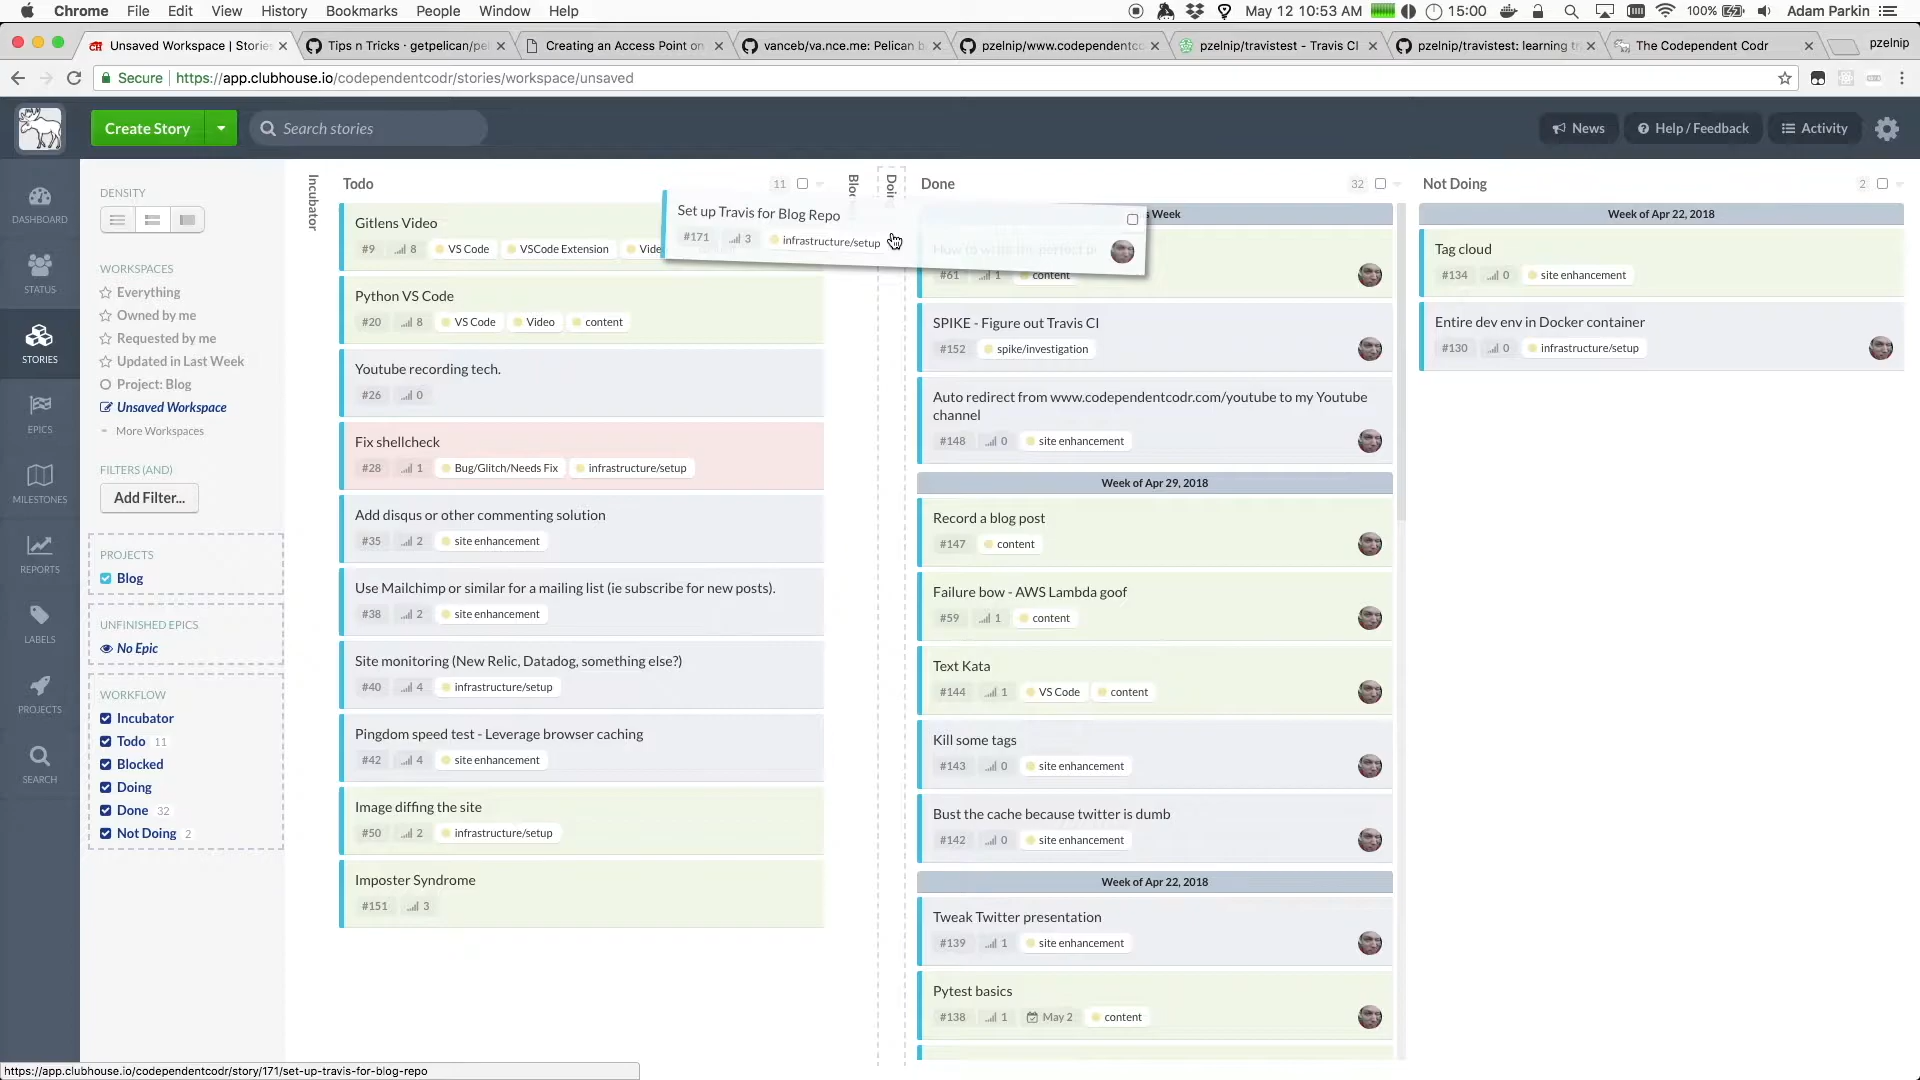 Chrome File Edit View History Bookmarks People Window Help
May 12 10:53 AM 15:00 100% Adam Parkin
Unsaved Workspace | Stories
Tips n Tricks · getpelican/pe
Creating an Access Point on
vanceb/va.nce.me: Pelican b
pzelnip/www.codependentco
pzelnip/travistest - Travis CI
pzelnip/travistest: learning tr
The Codependent Codr
pzelnip
Secure https://app.clubhouse.io/codependentcodr/stories/workspace/unsaved
Create Story
Search stories
News
Help / Feedback
Activity
DASHBOARD
STATUS
STORIES
EPICS
MILESTONES
REPORTS
LABELS
PROJECTS
SEARCH
DENSITY
WORKSPACES
Everything
Owned by me
Requested by me
Updated in Last Week
Project: Blog
Unsaved Workspace
More Workspaces
FILTERS (AND)
Add Filter...
PROJECTS
Blog
UNFINISHED EPICS
No Epic
WORKFLOW
Incubator
Todo 11
Blocked
Doing
Done 32
Not Doing 2
Incubator
Todo 11
Gitlens Video
#9 8 VS Code VSCode Extension Vide
Python VS Code
#20 8 VS Code Video content
Youtube recording tech.
#26 0
Fix shellcheck
#28 1 Bug/Glitch/Needs Fix infrastructure/setup
Add disqus or other commenting solution
#35 2 site enhancement
Use Mailchimp or similar for a mailing list (ie subscribe for new posts).
#38 2 site enhancement
Site monitoring (New Relic, Datadog, something else?)
#40 4 infrastructure/setup
Pingdom speed test - Leverage browser caching
#42 4 site enhancement
Image diffing the site
#50 2 infrastructure/setup
Imposter Syndrome
#151 3
Set up Travis for Blog Repo
#171 3 infrastructure/setup
Bloc
Doin
Done 32
s Week
How to write the perfect p
#61 1 content
SPIKE - Figure out Travis CI
#152 spike/investigation
Auto redirect from www.codependentcodr.com/youtube to my Youtube
channel
#148 0 site enhancement
Week of Apr 29, 2018
Record a blog post
#147 content
Failure bow - AWS Lambda goof
#59 1 content
Text Kata
#144 1 VS Code content
Kill some tags
#143 0 site enhancement
Bust the cache because twitter is dumb
#142 0 site enhancement
Week of Apr 22, 2018
Tweak Twitter presentation
#139 1 site enhancement
Pytest basics
#138 1 May 2 content
Not Doing 2
Week of Apr 22, 2018
Tag cloud
#134 0 site enhancement
Entire dev env in Docker container
#130 0 infrastructure/setup
https://app.clubhouse.io/codependentcodr/story/171/set-up-travis-for-blog-repo